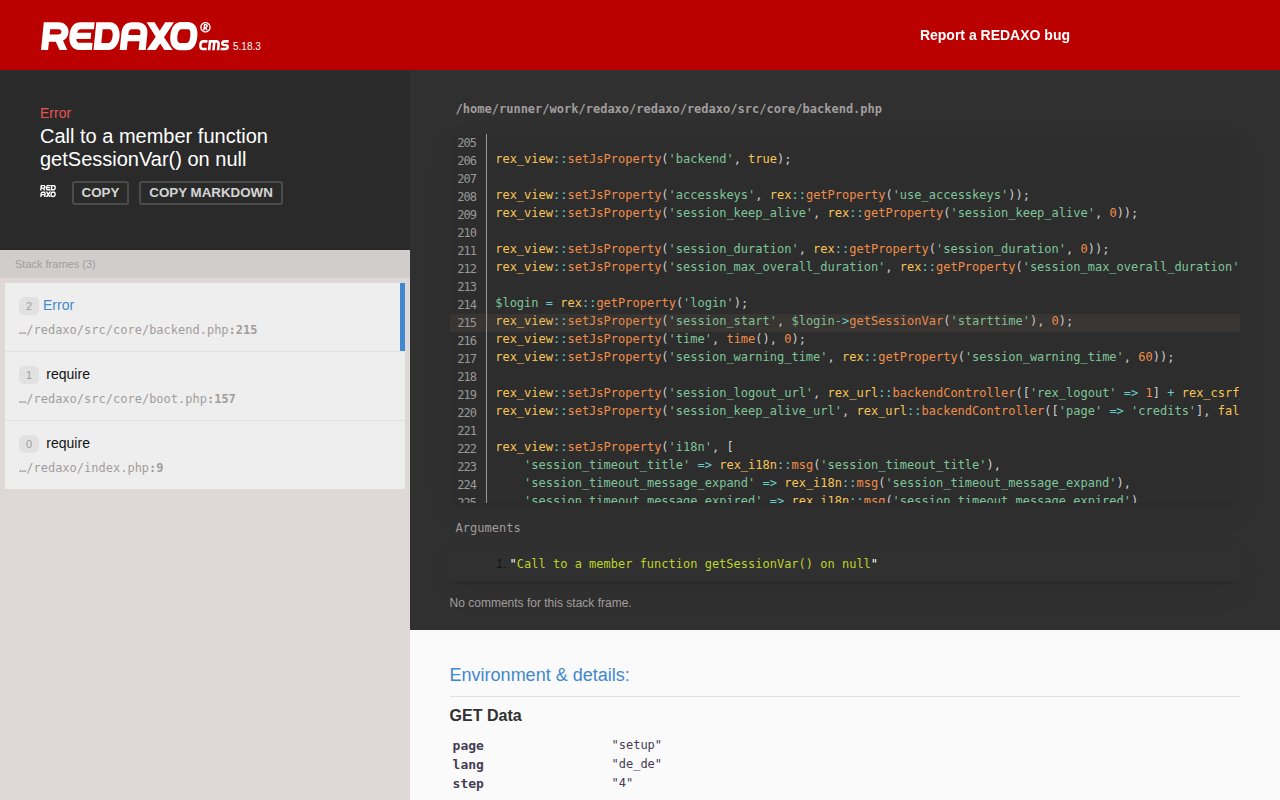 REDAXO® cms 5.18.3
Report a REDAXO bug
Error
Call to a member function
getSessionVar() on null
RED
AXO
COPY
COPY MARKDOWN
Stack frames (3)
2 Error
…/redaxo/src/core/backend.php:215
1 require
…/redaxo/src/core/boot.php:157
0 require
…/redaxo/index.php:9
/home/runner/work/redaxo/redaxo/redaxo/src/core/backend.php
205
206 rex_view::setJsProperty('backend', true);
207
208 rex_view::setJsProperty('accesskeys', rex::getProperty('use_accesskeys'));
209 rex_view::setJsProperty('session_keep_alive', rex::getProperty('session_keep_alive', 0));
210
211 rex_view::setJsProperty('session_duration', rex::getProperty('session_duration', 0));
212 rex_view::setJsProperty('session_max_overall_duration', rex::getProperty('session_max_overall_duration'
213
214 $login = rex::getProperty('login');
215 rex_view::setJsProperty('session_start', $login->getSessionVar('starttime'), 0);
216 rex_view::setJsProperty('time', time(), 0);
217 rex_view::setJsProperty('session_warning_time', rex::getProperty('session_warning_time', 60));
218
219 rex_view::setJsProperty('session_logout_url', rex_url::backendController(['rex_logout' => 1] + rex_csrf
220 rex_view::setJsProperty('session_keep_alive_url', rex_url::backendController(['page' => 'credits'], fal
221
222 rex_view::setJsProperty('i18n', [
223 'session_timeout_title' => rex_i18n::msg('session_timeout_title'),
224 'session_timeout_message_expand' => rex_i18n::msg('session_timeout_message_expand'),
225 'session_timeout_message_expired' => rex_i18n::msg('session_timeout_message_expired')
Arguments
1. "Call to a member function getSessionVar() on null"
No comments for this stack frame.
Environment & details:
GET Data
page "setup"
lang "de_de"
step "4"